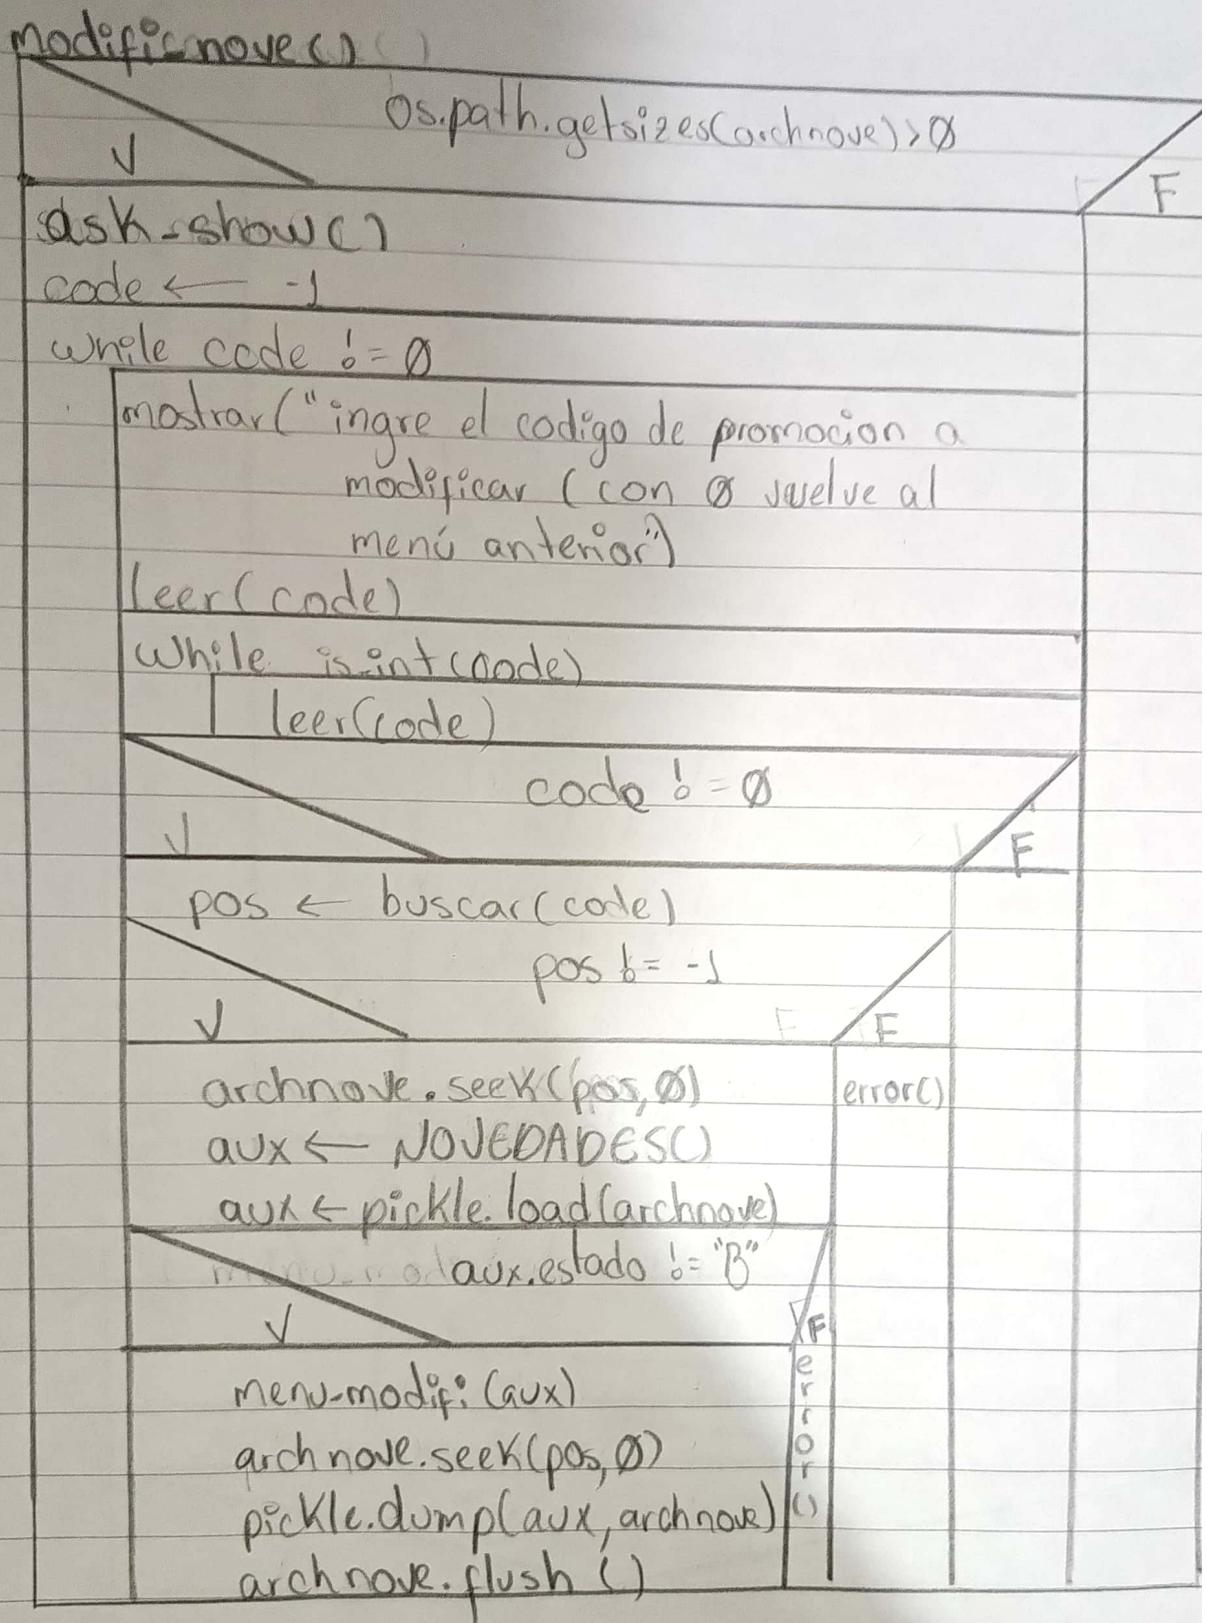 modificnove()()
os.path.getsizes(archnove)>0
V
F
ask-show()
code ← -1
while code != 0
mostrar("ingre el codigo de promocion a
modificar (con 0 vuelve al
menú anterior")
leer(code)
while is-int(code)
leer(code)
code != 0
V
F
pos ← buscar(code)
pos != -1
V
F
archnove.seek(pos,0)
error()
aux ← NOVEDADES()
aux ← pickle.load(archnove)
aux.estado != "B"
V
F
error()
menu-modifi(aux)
archnove.seek(pos,0)
pickle.dump(aux,archnove)
archnove.flush()